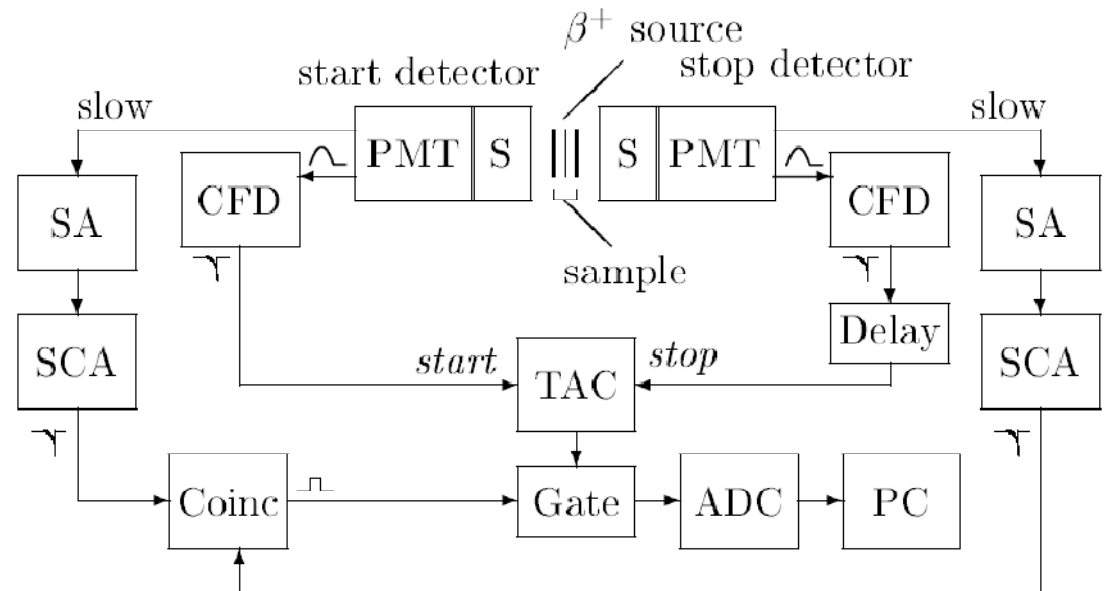 β+ source
start detector
stop detector
slow
slow
PMT
S
S
PMT
CFD
CFD
SA
SA
sample
Delay
SCA
SCA
start
stop
TAC
Coinc
Gate
ADC
PC